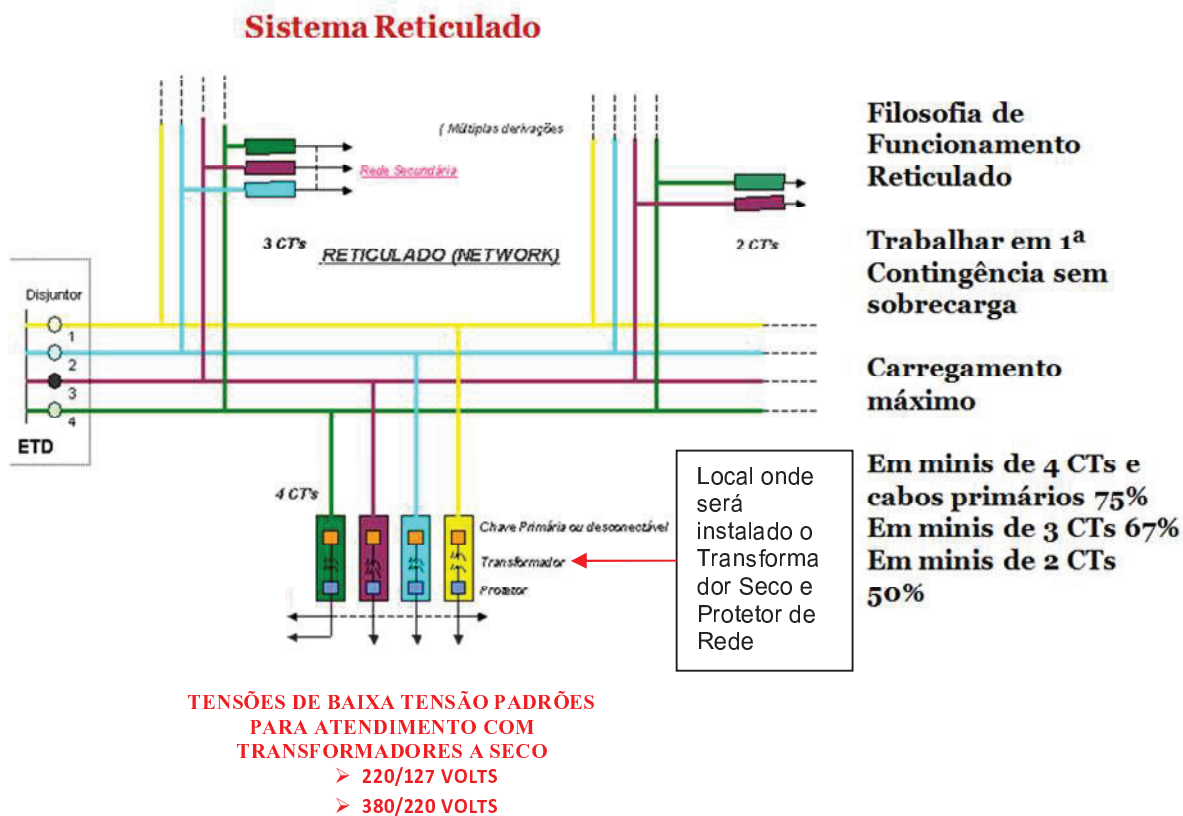 Sistema Reticulado
( Múltiplas derivações
Rede Secundária
3 CT's
RETICULADO (NETWORK)
2 CT's
Disjuntor
1
2
3
4
ETD
4 CT's
Chave Primária ou desconectável
Transformador
Protetor
Local onde
será
instalado o
Transforma
dor Seco e
Protetor de
Rede
Filosofia de
Funcionamento
Reticulado
Trabalhar em 1ª
Contingência sem
sobrecarga
Carregamento
máximo
Em minis de 4 CTs e
cabos primários 75%
Em minis de 3 CTs 67%
Em minis de 2 CTs
50%
TENSÕES DE BAIXA TENSÃO PADRÕES
PARA ATENDIMENTO COM
TRANSFORMADORES A SECO
➢ 220/127 VOLTS
➢ 380/220 VOLTS